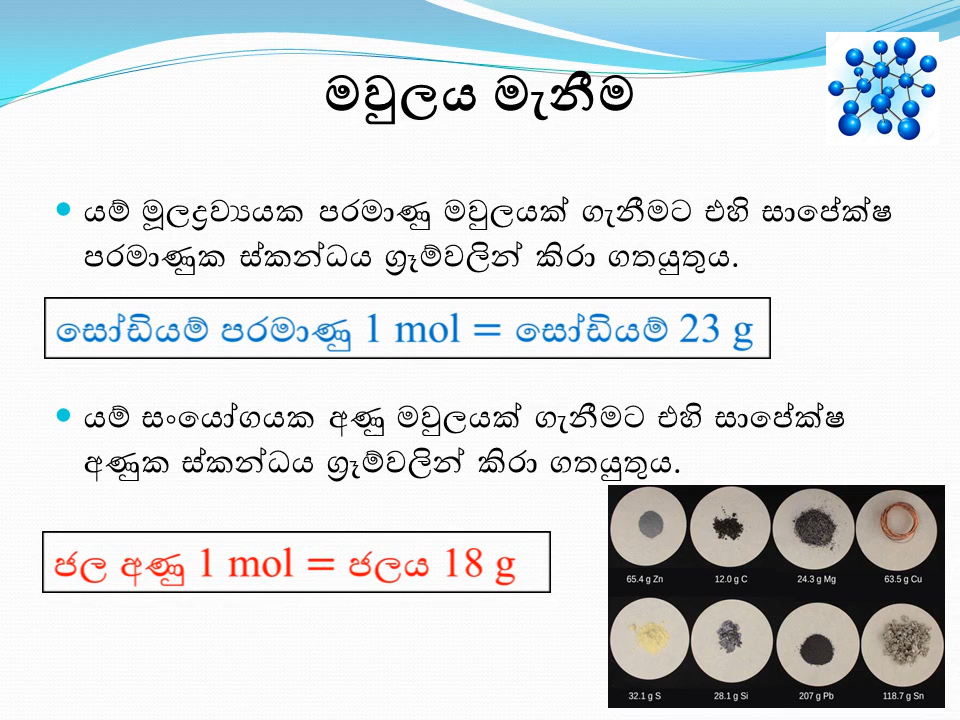 මවුලය මැනීම
යම් මූලද්‍රව්‍යයක පරමාණු මවුලයක් ගැනීමට එහි සාපේක්ෂ
පරමාණුක ස්කන්ධය ග්‍රෑම්වලින් කිරා ගතයුතුය.
සෝඩියම් පරමාණු 1 mol = සෝඩියම් 23 g
යම් සංයෝගයක අණු මවුලයක් ගැනීමට එහි සාපේක්ෂ
අණුක ස්කන්ධය ග්‍රෑම්වලින් කිරා ගතයුතුය.
ජල අණු 1 mol = ජලය 18 g
65.4 g Zn 12.0 g C 24.3 g Mg 63.5 g Cu
32.1 g S 28.1 g Si 207 g Pb 118.7 g Sn